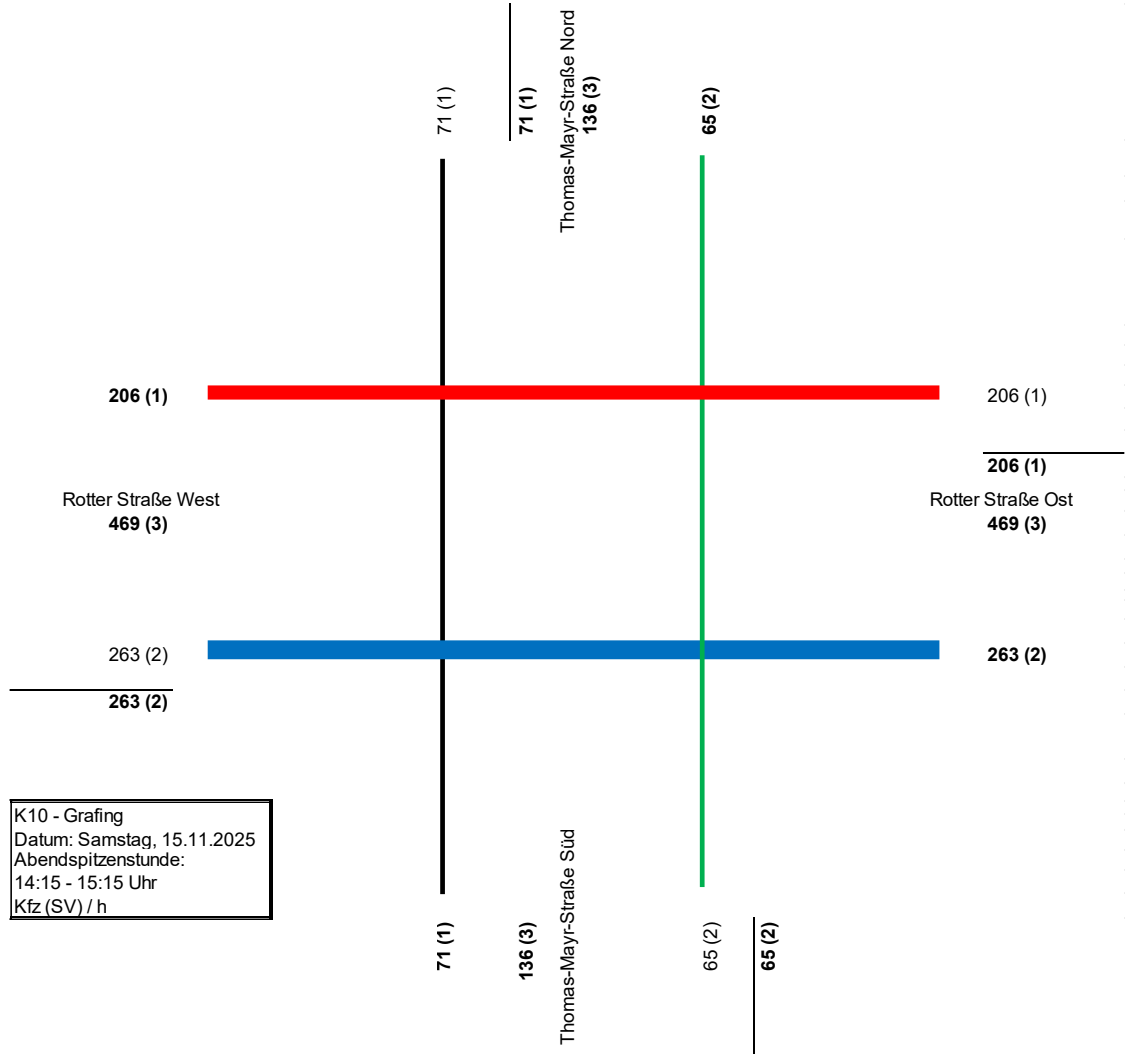 71 (1)
71 (1)
Thomas-Mayr-Straße Nord
136 (3)
65 (2)
206 (1)
206 (1)
206 (1)
Rotter Straße West
469 (3)
Rotter Straße Ost
469 (3)
263 (2)
263 (2)
263 (2)
K10 - Grafing
Datum: Samstag, 15.11.2025
Abendspitzenstunde:
14:15 - 15:15 Uhr
Kfz (SV) / h
71 (1)
136 (3)
Thomas-Mayr-Straße Süd
65 (2)
65 (2)